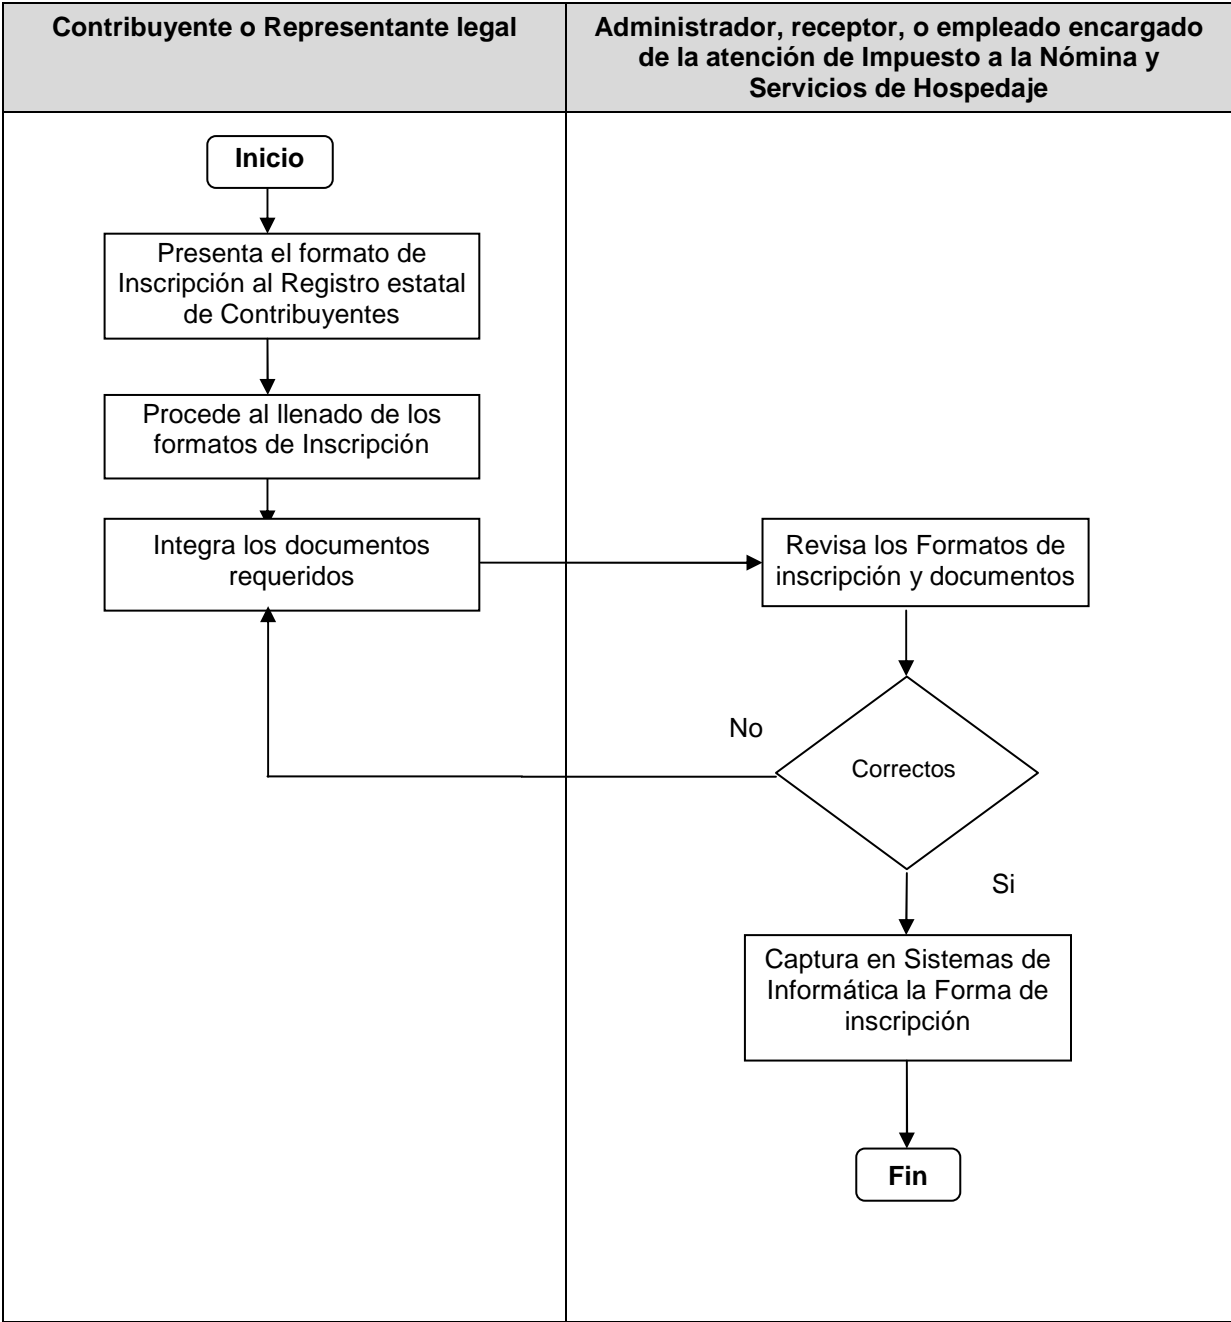 Contribuyente o Representante legal
Administrador, receptor, o empleado encargado
de la atención de Impuesto a la Nómina y
Servicios de Hospedaje
Inicio
Presenta el formato de
Inscripción al Registro estatal
de Contribuyentes
Procede al llenado de los
formatos de Inscripción
Integra los documentos
requeridos
Revisa los Formatos de
inscripción y documentos
No
Correctos
Si
Captura en Sistemas de
Informática la Forma de
inscripción
Fin